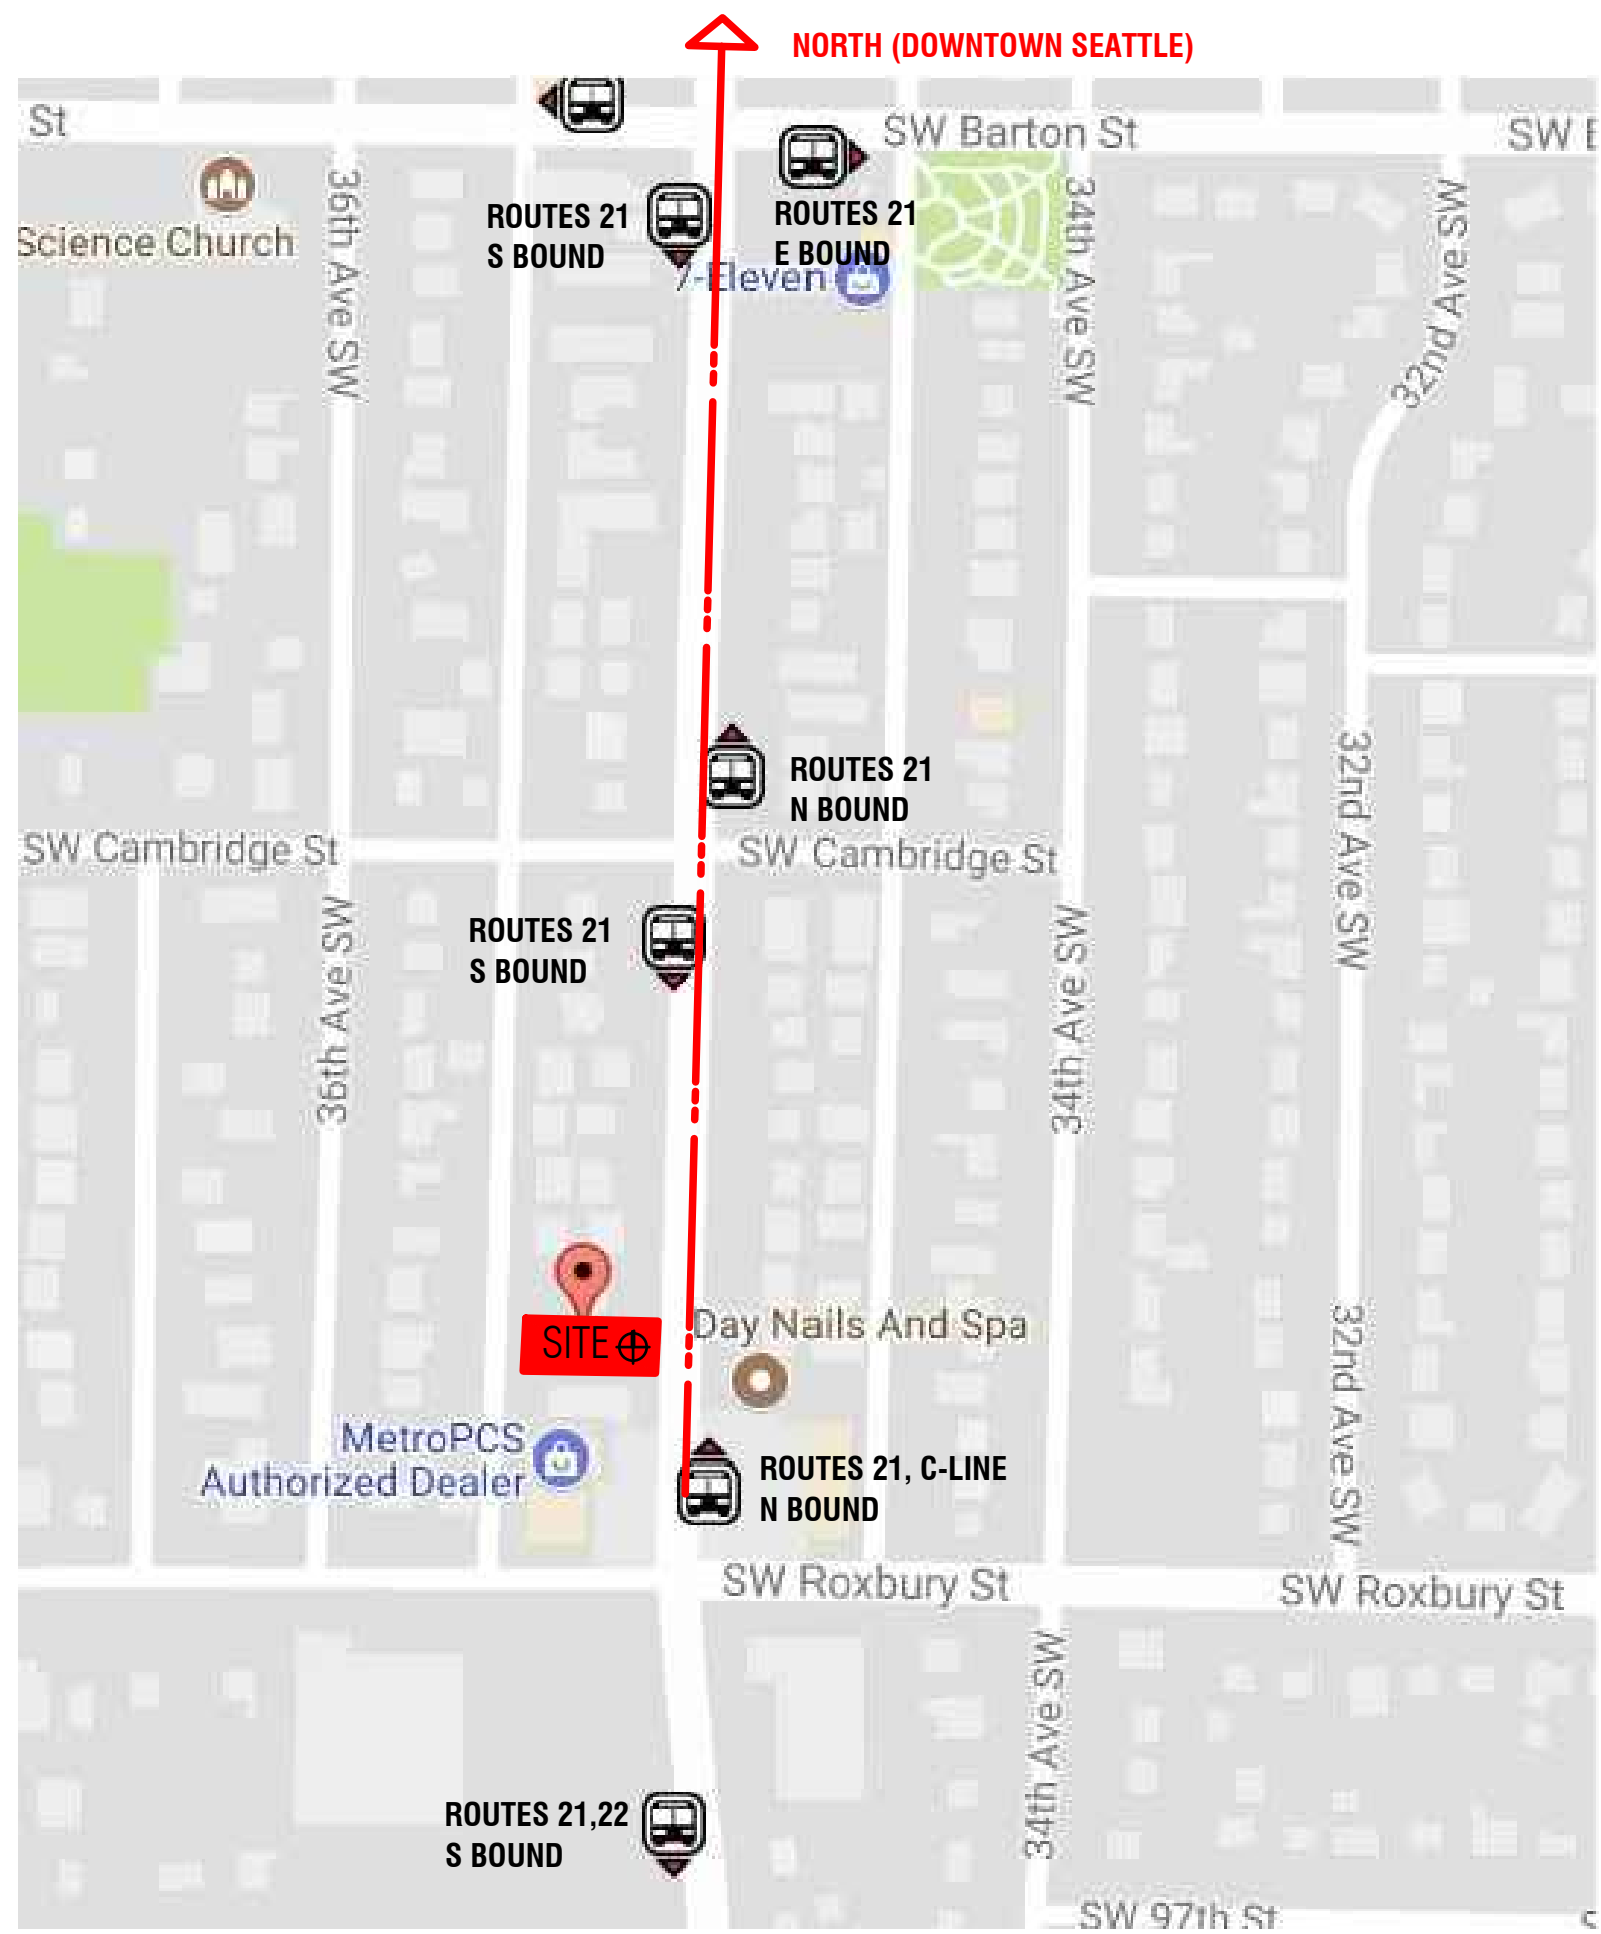 NORTH (DOWNTOWN SEATTLE)
St
SW Barton St
SW
Science Church
36th Ave SW
ROUTES 21
S BOUND
ROUTES 21
E BOUND
7-Eleven
34th Ave SW
32nd Ave SW
ROUTES 21
N BOUND
SW Cambridge St
SW Cambridge St
32nd Ave SW
36th Ave SW
ROUTES 21
S BOUND
34th Ave SW
SITE
Day Nails And Spa
32nd Ave SW
MetroPCS
Authorized Dealer
ROUTES 21, C-LINE
N BOUND
SW Roxbury St
SW Roxbury St
34th Ave SW
ROUTES 21,22
S BOUND
SW 97th St